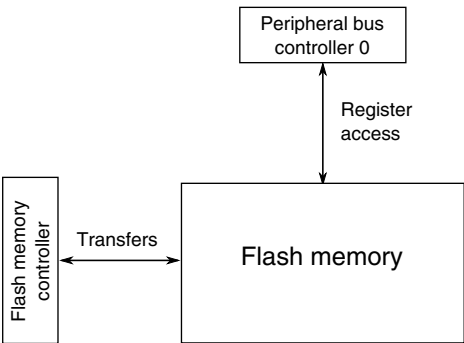 Peripheral bus
controller 0
Register
access
Flash memory
controller
Transfers
Flash memory